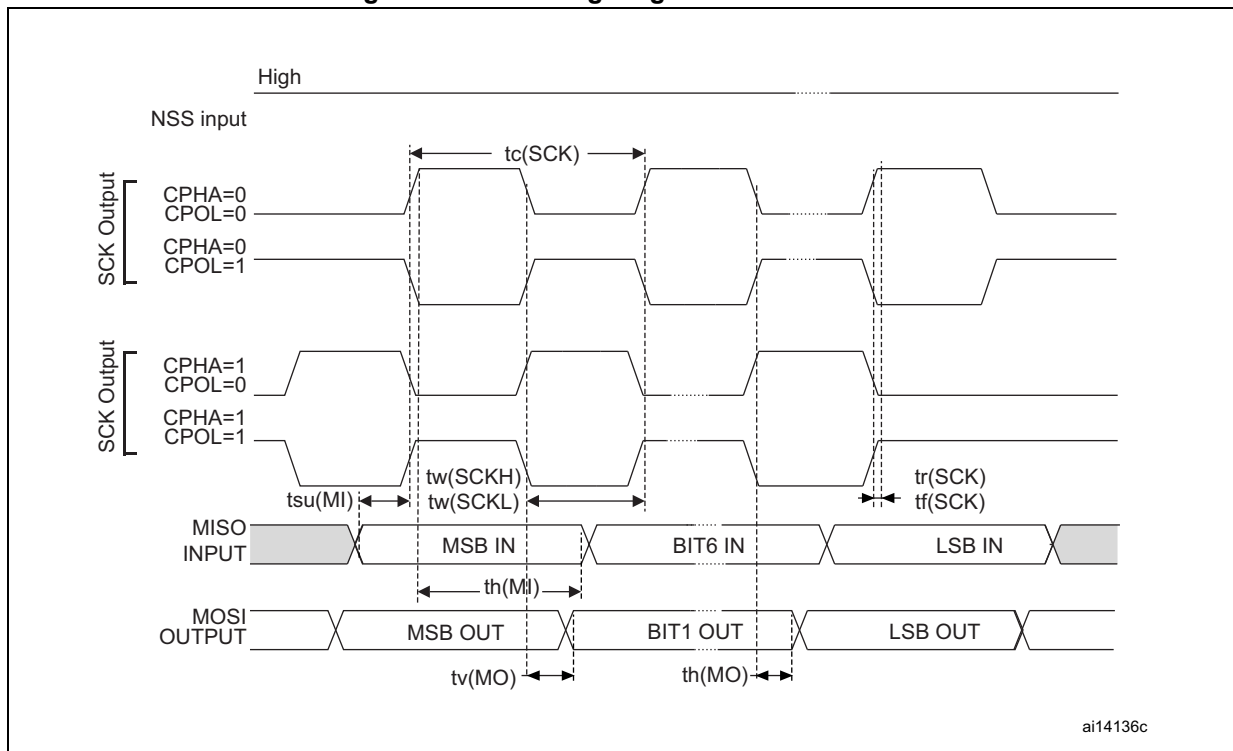 High
NSS input
tc(SCK)
SCK Output
CPHA=0
CPOL=0
CPHA=0
CPOL=1
SCK Output
CPHA=1
CPOL=0
CPHA=1
CPOL=1
tw(SCKH)
tw(SCKL)
tr(SCK)
tf(SCK)
tsu(MI)
MISO
INPUT
MSB IN
BIT6 IN
LSB IN
th(MI)
MOSI
OUTPUT
MSB OUT
BIT1 OUT
LSB OUT
tv(MO)
th(MO)
ai14136c